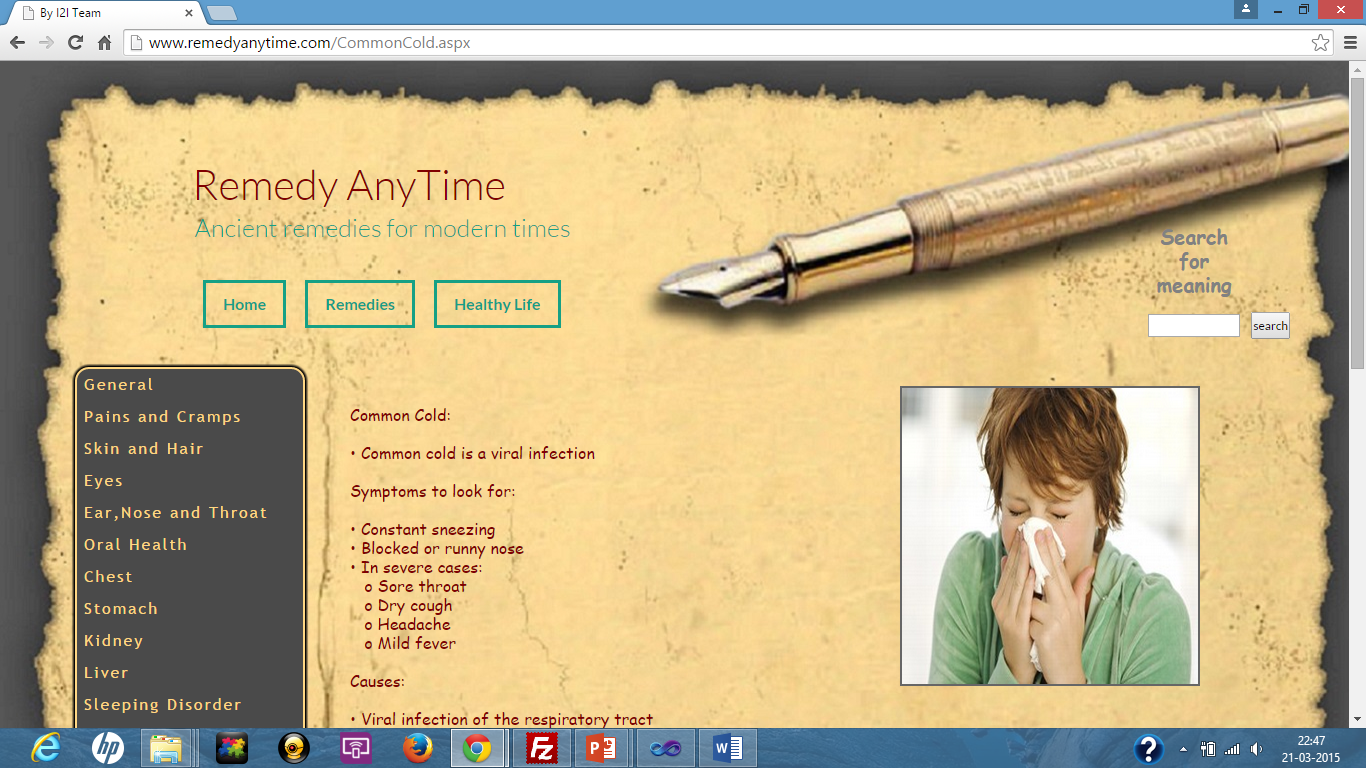 By I2I Team
www.remedyanytime.com/CommonCold.aspx
Remedy AnyTime
Ancient remedies for modern times
Home
Remedies
Healthy Life
Search
for
meaning
search
General
Pains and Cramps
Skin and Hair
Eyes
Ear,Nose and Throat
Oral Health
Chest
Stomach
Kidney
Liver
Sleeping Disorder
Common Cold:
• Common cold is a viral infection
Symptoms to look for:
• Constant sneezing
• Blocked or runny nose
• In severe cases:
o Sore throat
o Dry cough
o Headache
o Mild fever
Causes:
• Viral infection of the respiratory tract
22:47
21-03-2015